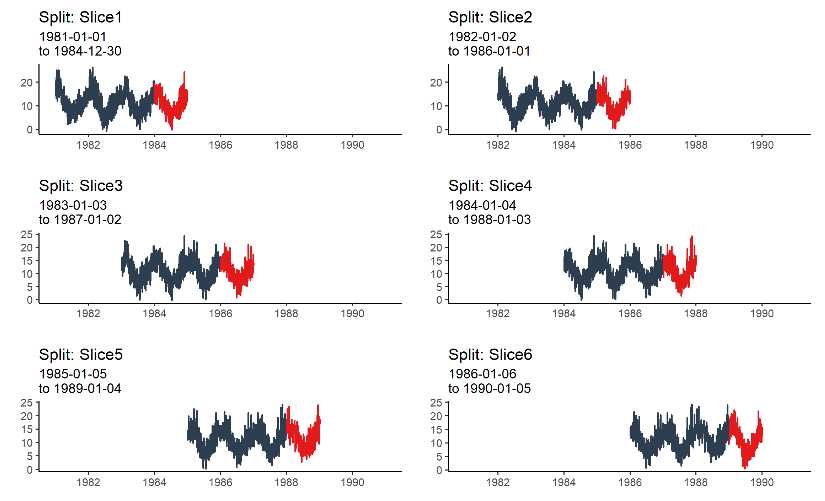 Split: Slice1
1981-01-01
to 1984-12-30
20
10
0
1982 1984 1986 1988 1990
Split: Slice2
1982-01-02
to 1986-01-01
20
10
0
1982 1984 1986 1988 1990
Split: Slice3
1983-01-03
to 1987-01-02
25
20
15
10
5
0
1982 1984 1986 1988 1990
Split: Slice4
1984-01-04
to 1988-01-03
25
20
15
10
5
0
1982 1984 1986 1988 1990
Split: Slice5
1985-01-05
to 1989-01-04
25
20
15
10
5
0
1982 1984 1986 1988 1990
Split: Slice6
1986-01-06
to 1990-01-05
25
20
15
10
5
0
1982 1984 1986 1988 1990